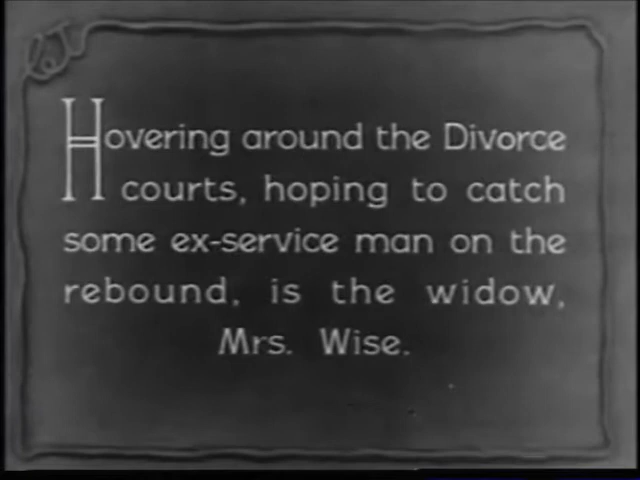 Hovering around the Divorce
courts, hoping to catch
some ex-service man on the
rebound, is the widow,
Mrs. Wise.